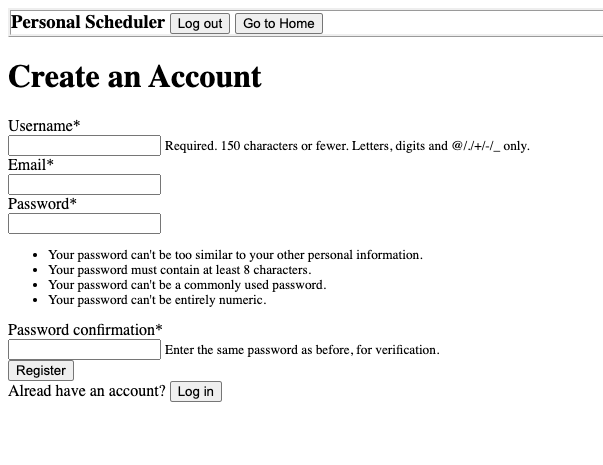 Personal Scheduler Log out Go to Home
Create an Account
Username*
Required. 150 characters or fewer. Letters, digits and @/./+/-/_ only.
Email*
Password*
• Your password can't be too similar to your other personal information.
• Your password must contain at least 8 characters.
• Your password can't be a commonly used password.
• Your password can't be entirely numeric.
Password confirmation*
Enter the same password as before, for verification.
Register
Alread have an account? Log in